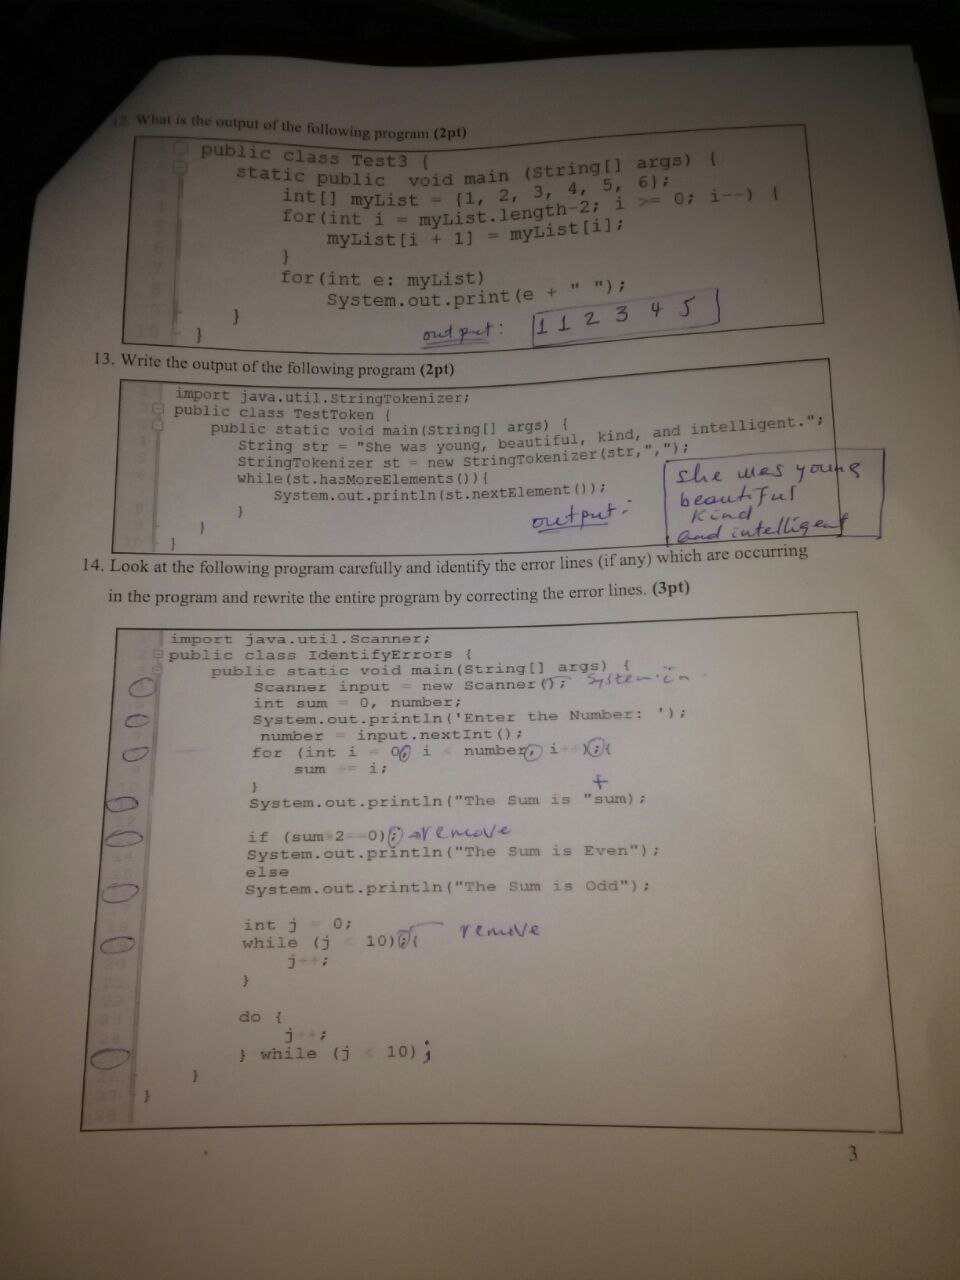 12. What is the output of the following program (2pt)
public class Test3 {
static public void main (String[] args) {
int[] myList = {1, 2, 3, 4, 5, 6};
for(int i = myList.length-2; i >= 0; i--) {
myList[i + 1] = myList[i];
}
for(int e: myList)
System.out.print(e + " ");
}
output: 1 1 2 3 4 5
}
13. Write the output of the following program (2pt)
import java.util.StringTokenizer;
public class TestToken {
public static void main(String[] args) {
String str = "She was young, beautiful, kind, and intelligent.";
StringTokenizer st = new StringTokenizer(str,",");
while(st.hasMoreElements()){
System.out.println(st.nextElement());
}
output:
She was young
beautiful
kind
and intelligent
}
}
14. Look at the following program carefully and identify the error lines (if any) which are occurring
in the program and rewrite the entire program by correcting the error lines. (3pt)
import java.util.Scanner;
public class IdentifyErrors {
public static void main(String[] args) {
Scanner input = new Scanner(); System.in
int sum = 0, number;
System.out.println('Enter the Number: ');
number = input.nextInt();
for (int i = 0, i < number, i++);{
sum += i;
}
+
System.out.println("The Sum is "sum);
if (sum%2==0); → remove
System.out.println("The Sum is Even");
else
System.out.println("The Sum is Odd");
int j = 0;
while (j < 10);{ remove
j++;
}
do {
j++;
} while (j < 10);
}
}
3